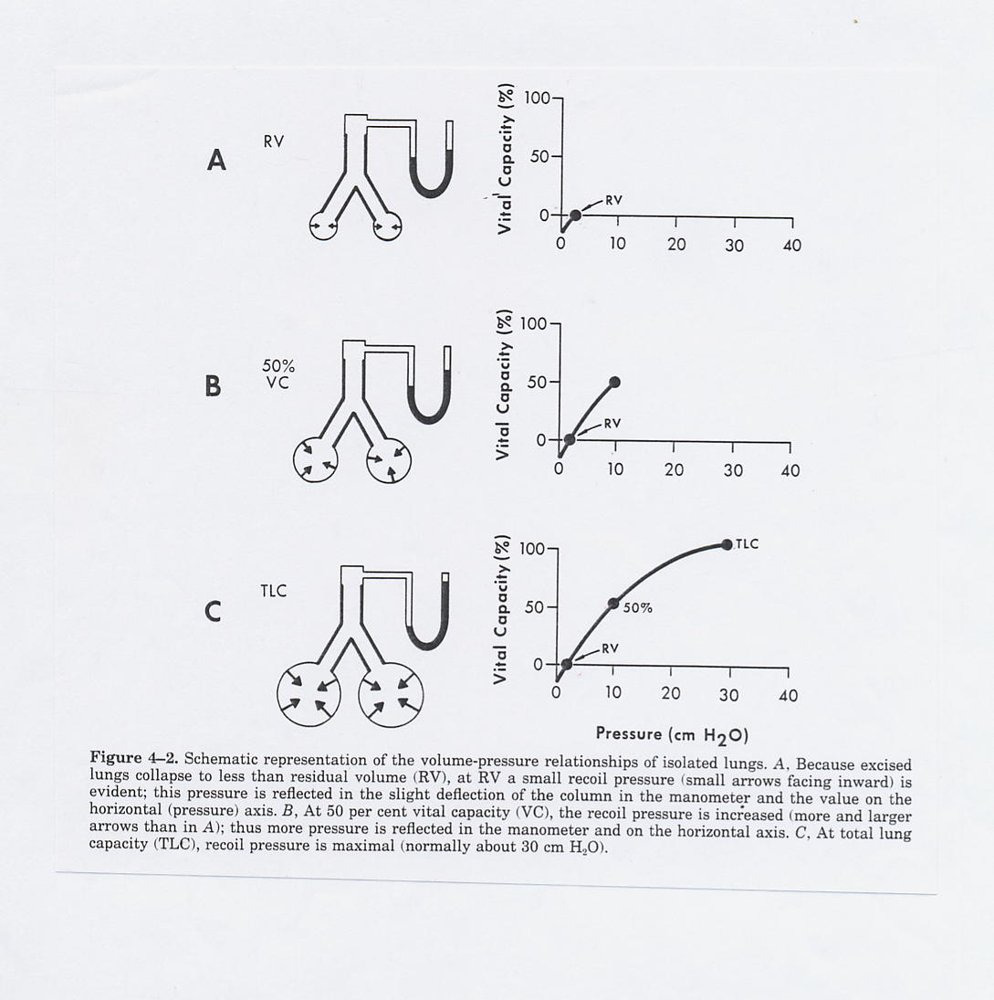 A
RV
Vital Capacity (%)
100
50
0
RV
0 10 20 30 40
B
50%
VC
Vital Capacity (%)
100
50
0
RV
0 10 20 30 40
C
TLC
Vital Capacity (%)
100
50
0
TLC
50%
RV
0 10 20 30 40
Pressure (cm H₂O)
Figure 4–2. Schematic representation of the volume-pressure relationships of isolated lungs. A, Because excised
lungs collapse to less than residual volume (RV), at RV a small recoil pressure (small arrows facing inward) is
evident; this pressure is reflected in the slight deflection of the column in the manometer and the value on the
horizontal (pressure) axis. B, At 50 per cent vital capacity (VC), the recoil pressure is increased (more and larger
arrows than in A); thus more pressure is reflected in the manometer and on the horizontal axis. C, At total lung
capacity (TLC), recoil pressure is maximal (normally about 30 cm H₂O).